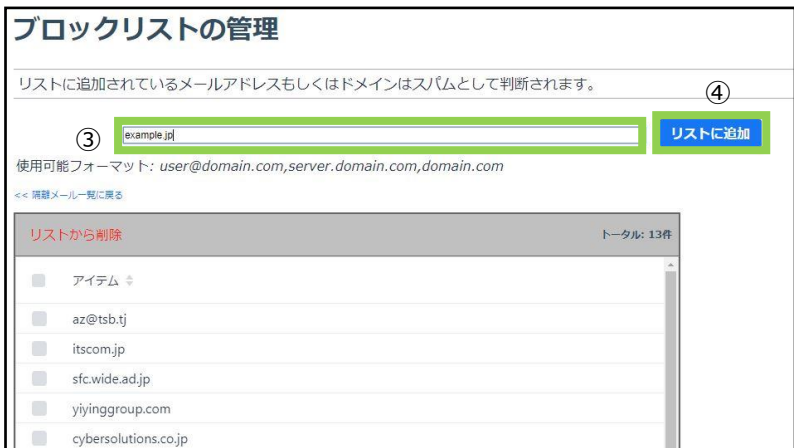 ブロックリストの管理
リストに追加されているメールアドレスもしくはドメインはスパムとして判断されます。
④
③ example.jp リストに追加
使用可能フォーマット: user@domain.com,server.domain.com,domain.com
<< 隔離メール一覧に戻る
リストから削除 トータル: 13件
アイテム
az@tsb.tj
itscom.jp
sfc.wide.ad.jp
yiyinggroup.com
cybersolutions.co.jp